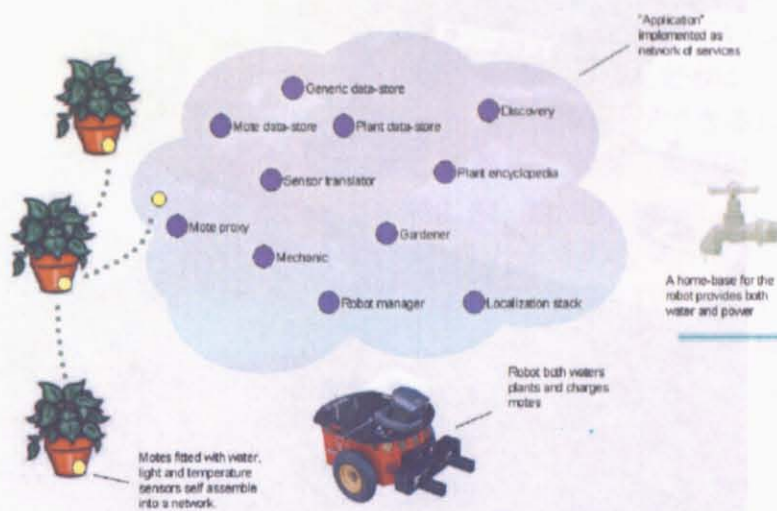 "Application"
implemented as
network of services
Generic data-store
Discovery
Mote data-store
Plant data-store
Sensor translator
Plant encyclopedia
Mote proxy
Gardener
Mechanic
Robot manager
Localization stack
A home-base for the
robot provides both
water and power
Robot both waters
plants and charges
motes
Motes fitted with water,
light and temperature
sensors self assemble
into a network.